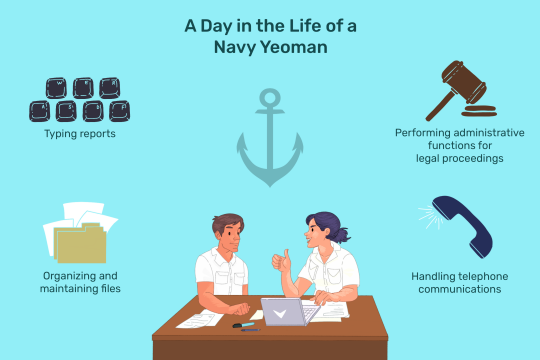 A Day in the Life of a
Navy Yeoman
Typing reports
Performing administrative
functions for
legal proceedings
Organizing and
maintaining files
Handling telephone
communications